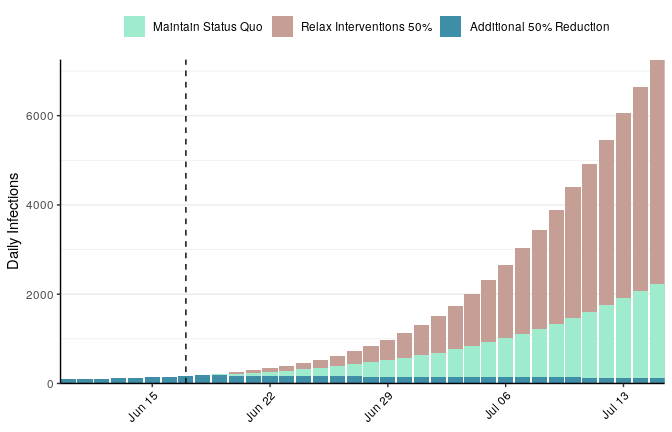 Maintain Status Quo Relax Interventions 50% Additional 50% Reduction
Daily Infections
6000
4000
2000
0
Jun 15 Jun 22 Jun 29 Jul 06 Jul 13